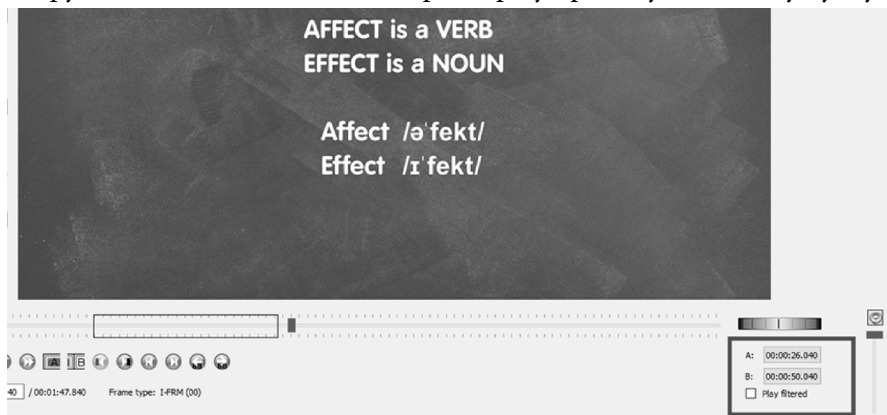 AFFECT is a VERB
EFFECT is a NOUN
Affect /əˈfekt/
Effect /ɪˈfekt/
A I B
A: 00:00:26.040
B: 00:00:50.040
Play filtered
40 / 00:01:47.840 Frame type: I-FRM (00)